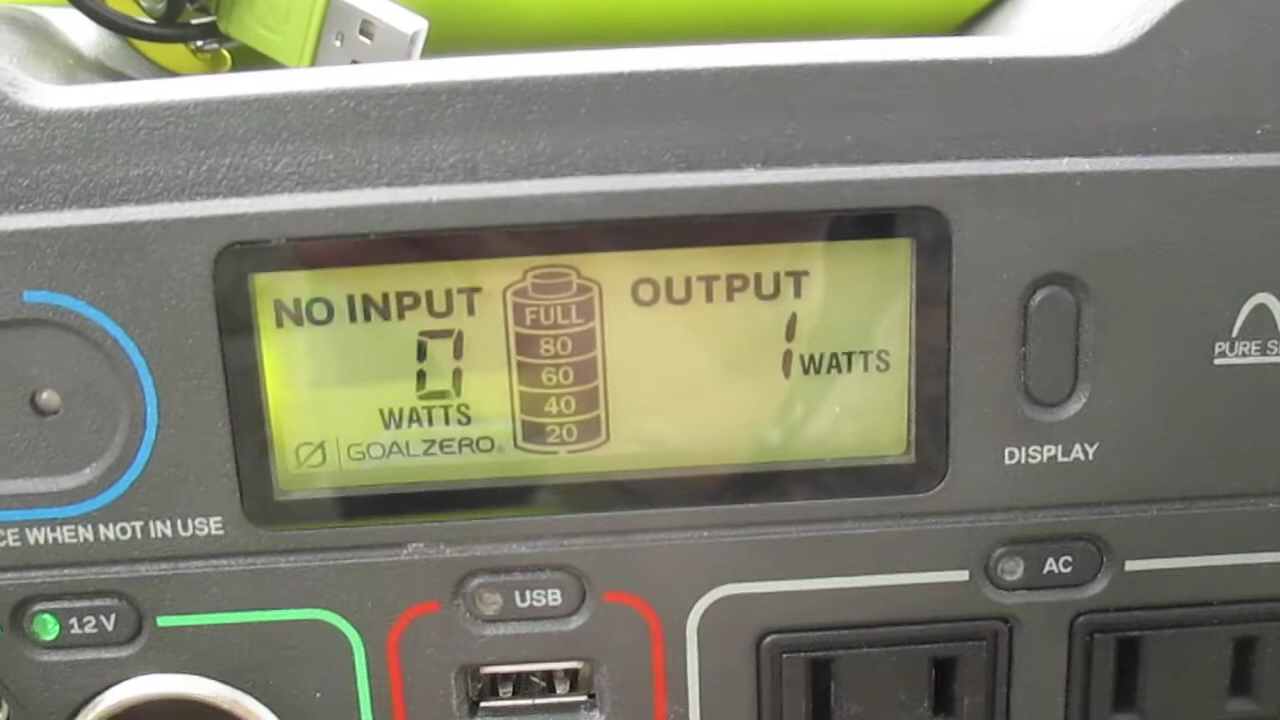 NO INPUT
0
WATTS
GOALZERO
FULL
80
60
40
20
OUTPUT
1 WATTS
DISPLAY
PURE
WHEN NOT IN USE
12V
USB
AC